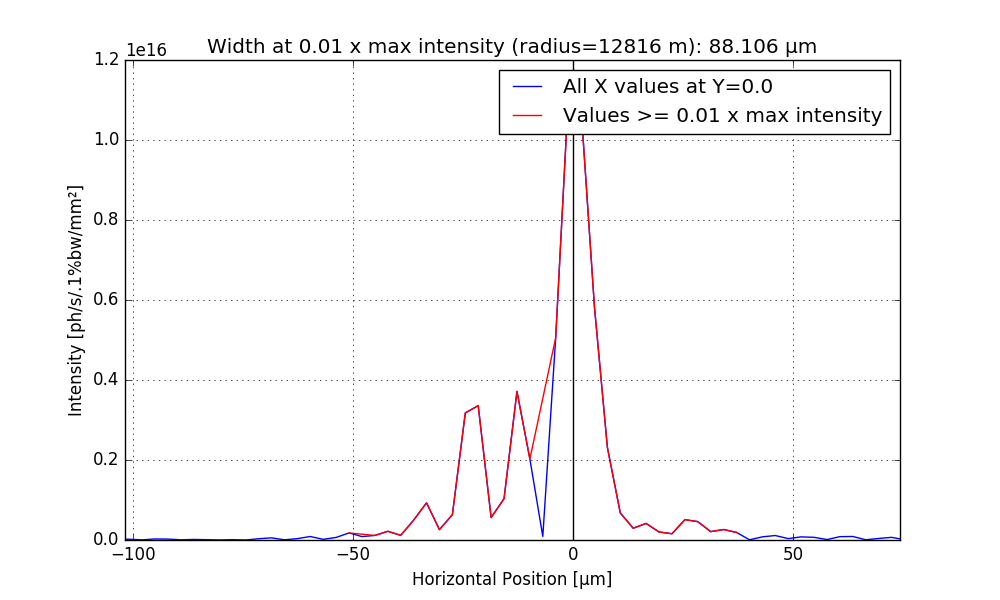 Width at 0.01 x max intensity (radius=12816 m): 88.106 µm
1e16
1.2
1.0
0.8
0.6
0.4
0.2
0.0
Intensity [ph/s/.1%bw/mm²]
All X values at Y=0.0
Values >= 0.01 x max intensity
−100
−50
0
50
Horizontal Position [µm]